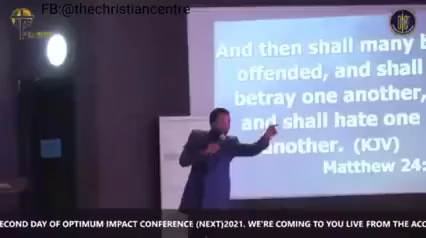 FB:@thechristiancentre
And then shall many b
offended, and shall
betray one another,
and shall hate one
another. (KJV)
Matthew 24:
ECOND DAY OF OPTIMUM IMPACT CONFERENCE (NEXT)2021. WE'RE COMING TO YOU LIVE FROM THE ACC